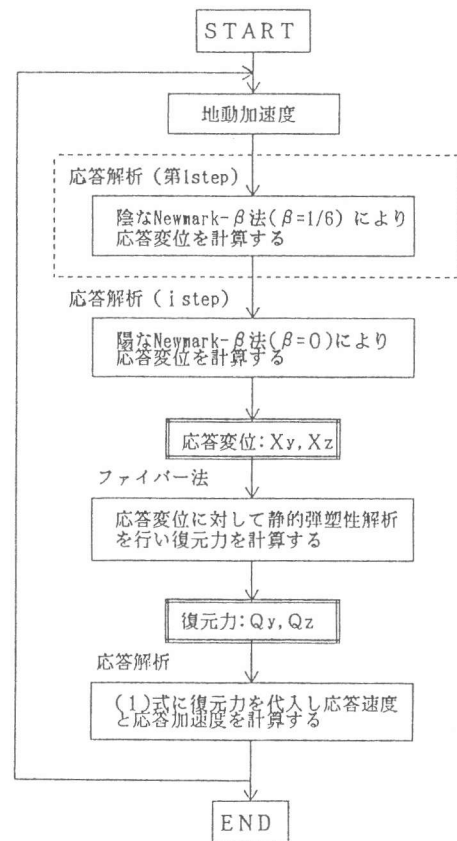 START
地動加速度
応答解析（第1step）
陰なNewmark-β法(β=1/6)により
応答変位を計算する
応答解析（i step）
陽なNewmark-β法(β=0)により
応答変位を計算する
応答変位:Xy,Xz
ファイバー法
応答変位に対して静的弾塑性解析
を行い復元力を計算する
復元力:Qy,Qz
応答解析
(1)式に復元力を代入し応答速度
と応答加速度を計算する
END